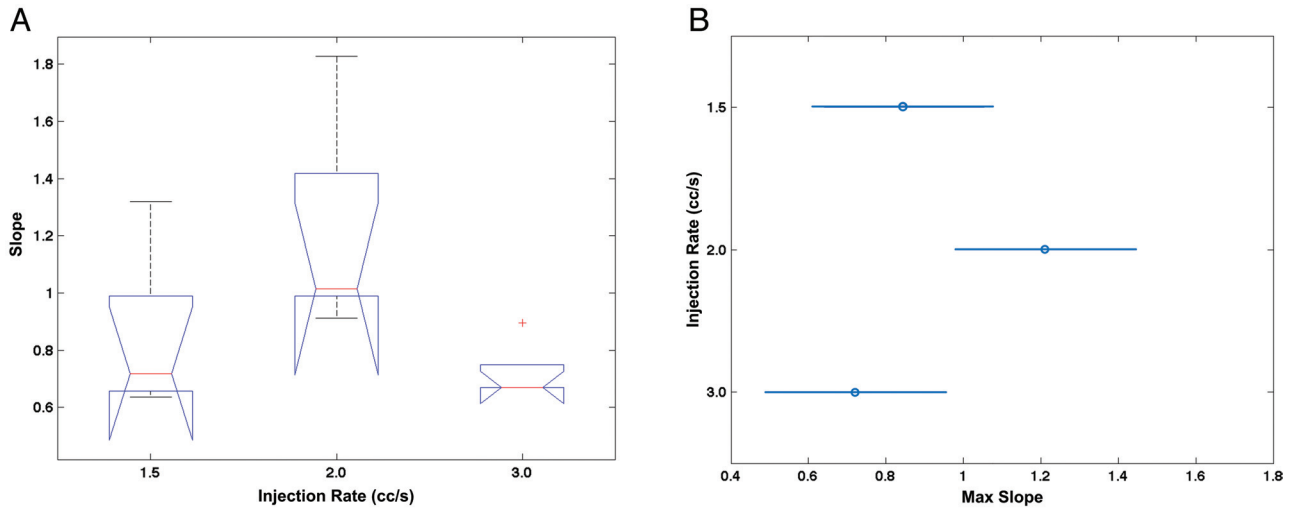 A
1.8
1.6
1.4
1.2
1
0.8
0.6
Slope
1.5 2.0 3.0
Injection Rate (cc/s)
B
1.5
2.0
3.0
Injection Rate (cc/s)
0.4 0.6 0.8 1 1.2 1.4 1.6 1.8
Max Slope